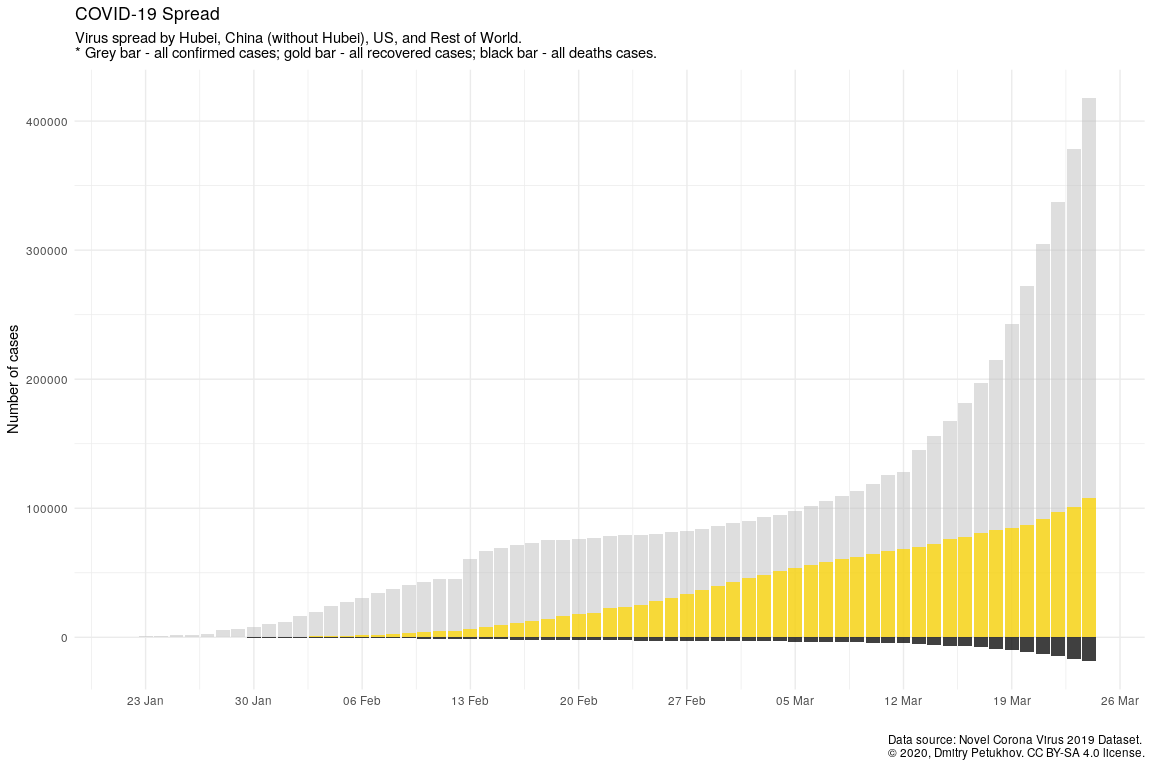 COVID-19 Spread
Virus spread by Hubei, China (without Hubei), US, and Rest of World.
* Grey bar - all confirmed cases; gold bar - all recovered cases; black bar - all deaths cases.
Number of cases
400000
300000
200000
100000
0
23 Jan
30 Jan
06 Feb
13 Feb
20 Feb
27 Feb
05 Mar
12 Mar
19 Mar
26 Mar
Data source: Novel Corona Virus 2019 Dataset.
© 2020, Dmitry Petukhov. CC BY-SA 4.0 license.